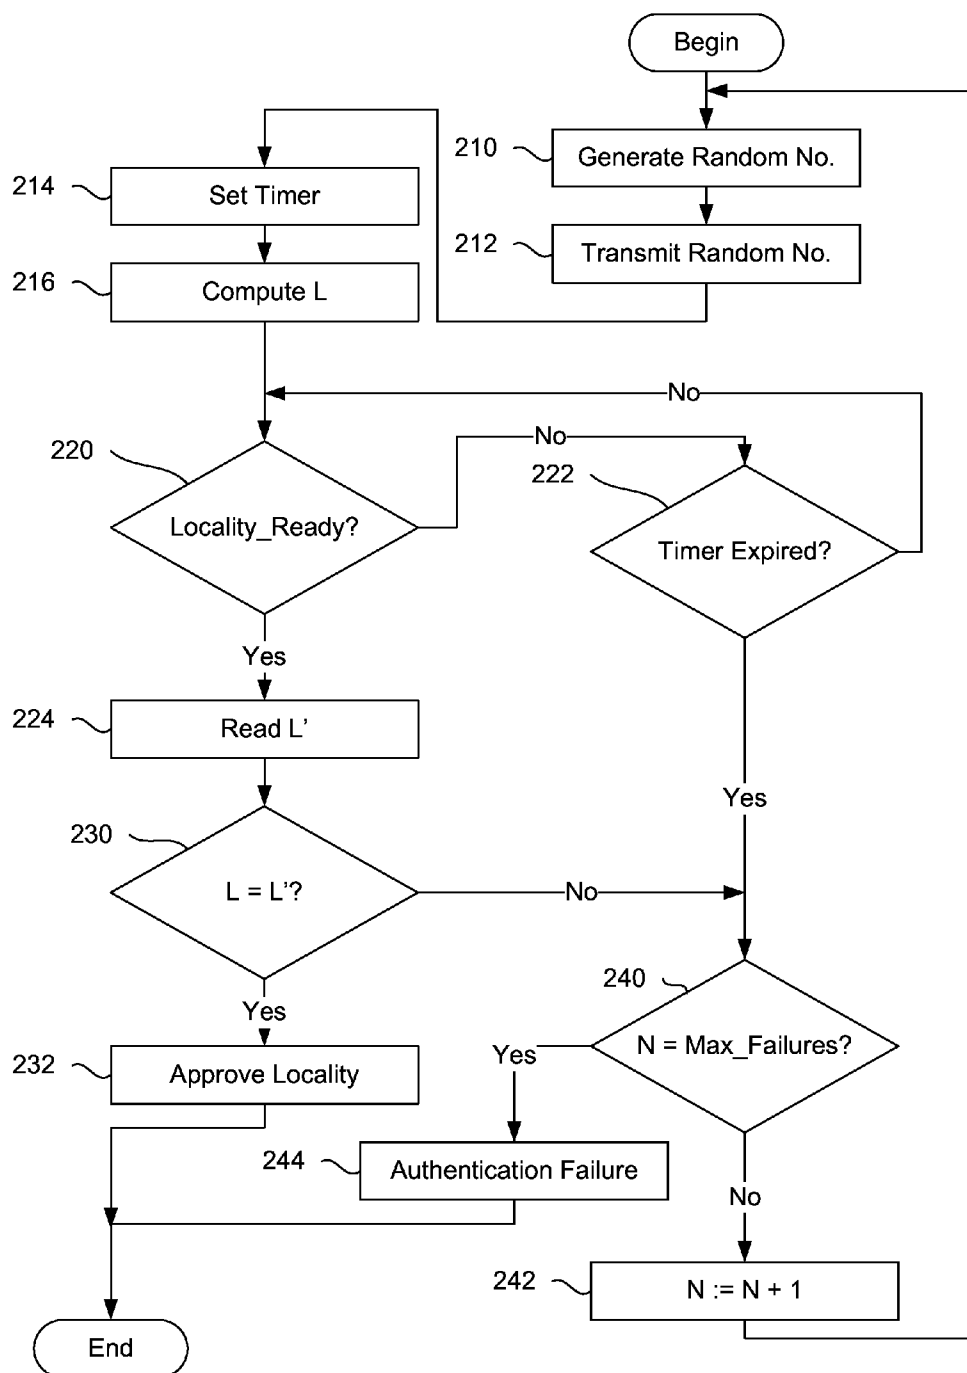 Begin
210
Generate Random No.
214
Set Timer
212
Transmit Random No.
216
Compute L
No
220
No
222
Locality_Ready?
Timer Expired?
Yes
224
Read L’
Yes
230
L = L’?
No
240
Yes
N = Max_Failures?
232
Approve Locality
Yes
244
Authentication Failure
No
242
N := N + 1
End